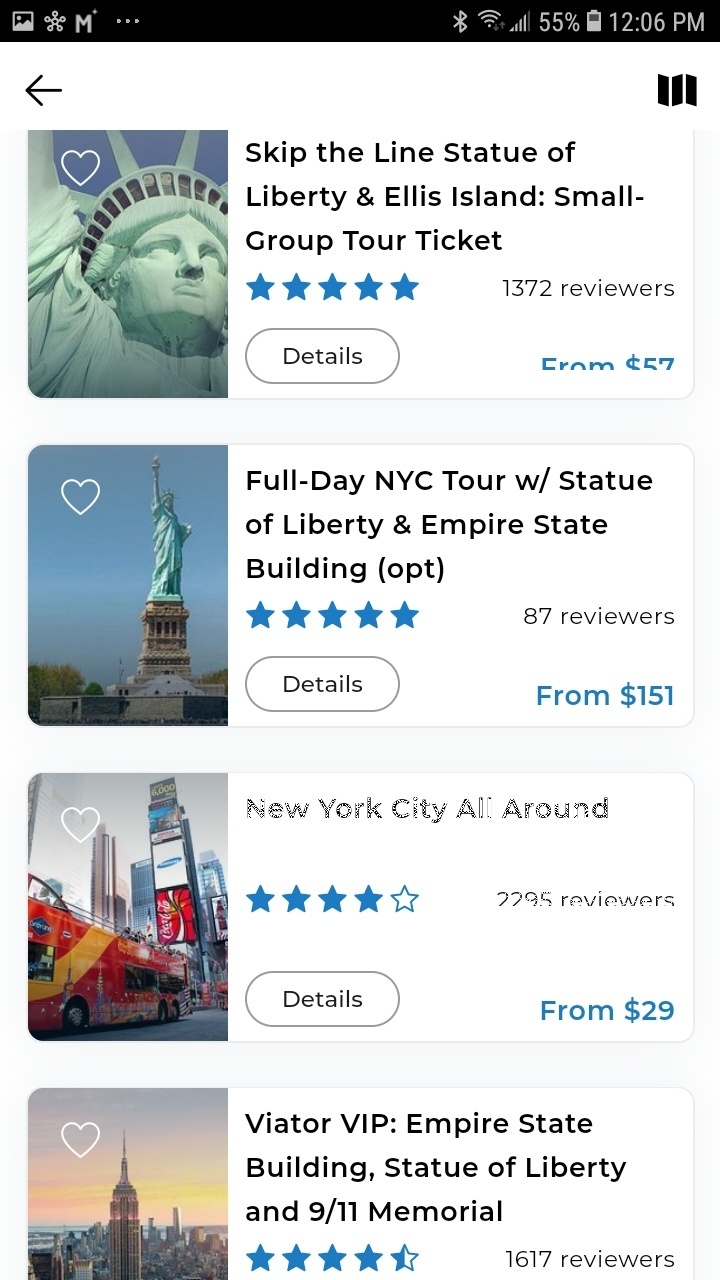 55% 12:06 PM
Skip the Line Statue of
Liberty & Ellis Island: Small-
Group Tour Ticket
1372 reviewers
Details
From $57
Full-Day NYC Tour w/ Statue
of Liberty & Empire State
Building (opt)
87 reviewers
Details
From $151
New York City All Around
2295 reviewers
Details
From $29
Viator VIP: Empire State
Building, Statue of Liberty
and 9/11 Memorial
1617 reviewers